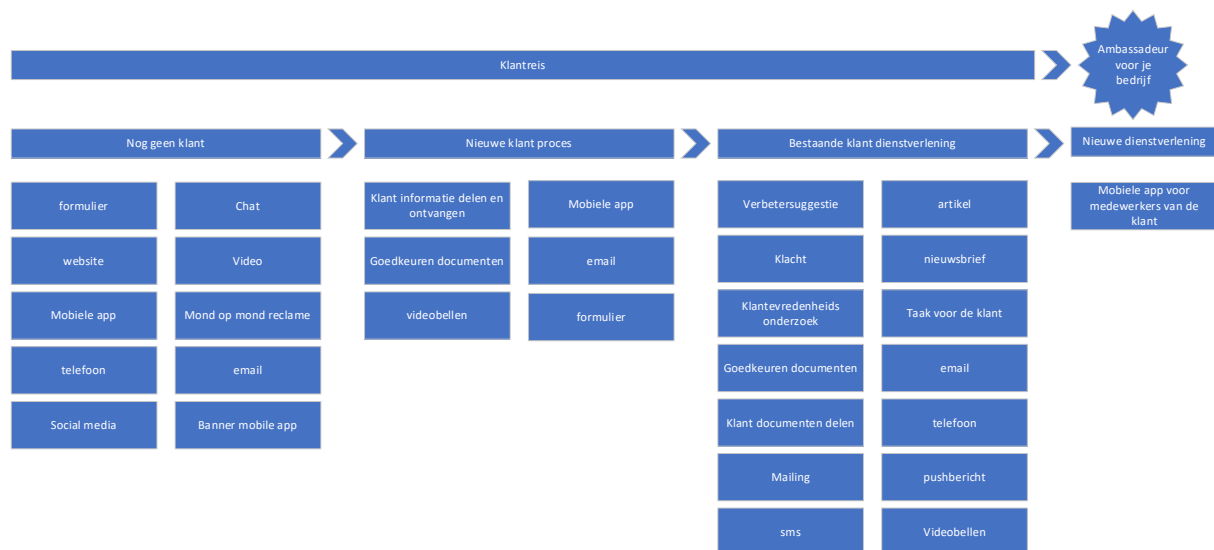 Klantreis
Ambassadeur
voor je
bedrijf
Nog geen klant
Nieuwe klant proces
Bestaande klant dienstverlening
Nieuwe dienstverlening
formulier
Chat
website
Video
Mobiele app
Mond op mond reclame
telefoon
email
Social media
Banner mobile app
Klant informatie delen en
ontvangen
Mobiele app
Goedkeuren documenten
email
videobellen
formulier
Verbetersuggestie
artikel
Klacht
nieuwsbrief
Klantevredenheids
onderzoek
Taak voor de klant
Goedkeuren documenten
email
Klant documenten delen
telefoon
Mailing
pushbericht
sms
Videobellen
Mobiele app voor
medewerkers van de
klant